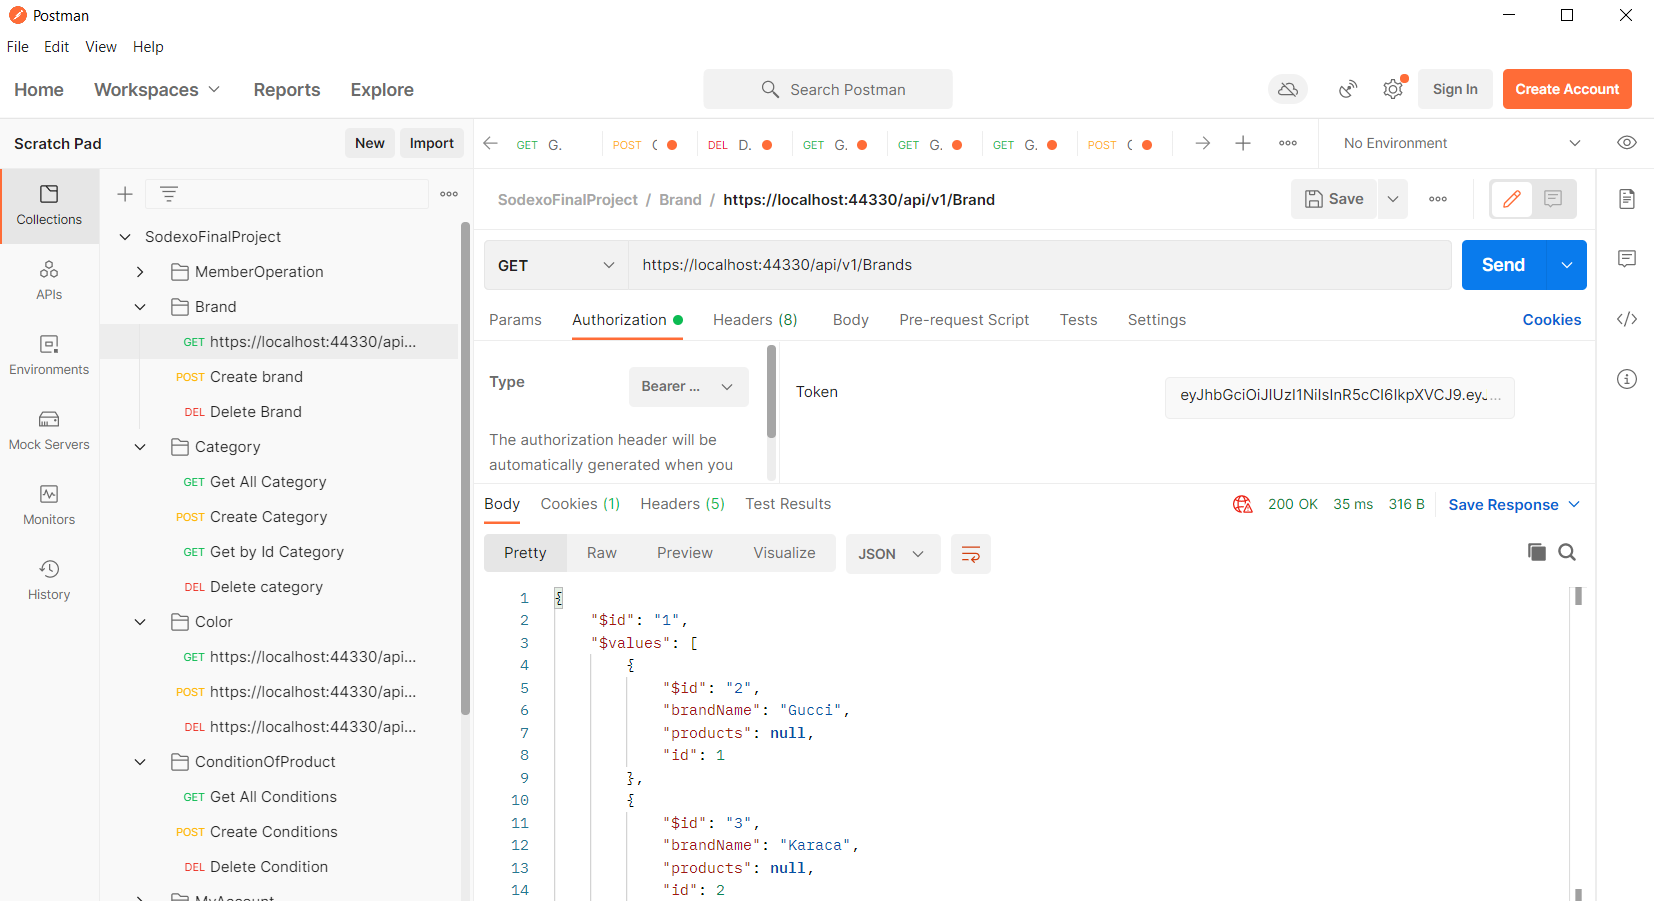 Postman
File Edit View Help
Home Workspaces Reports Explore Search Postman Sign In Create Account
Scratch Pad New Import GET G. POST DEL D. GET G. GET G. GET G. POST No Environment
Collections
APIs
Environments
Mock Servers
Monitors
History
SodexoFinalProject
MemberOperation
Brand
GET https://localhost:44330/api...
POST Create brand
DEL Delete Brand
Category
GET Get All Category
POST Create Category
GET Get by Id Category
DEL Delete category
Color
GET https://localhost:44330/api...
POST https://localhost:44330/api...
DEL https://localhost:44330/api...
ConditionOfProduct
GET Get All Conditions
POST Create Conditions
DEL Delete Condition
MyAccount
SodexoFinalProject / Brand / https://localhost:44330/api/v1/Brand Save
GET https://localhost:44330/api/v1/Brands Send
Params Authorization Headers (8) Body Pre-request Script Tests Settings Cookies
Type Bearer ...
The authorization header will be
automatically generated when you
Token eyJhbGciOiJIUzI1NiIsInR5cCI6IkpXVCJ9.eyJ...
Body Cookies (1) Headers (5) Test Results 200 OK 35 ms 316 B Save Response
Pretty Raw Preview Visualize JSON
1 {
2 "$id": "1",
3 "$values": [
4 {
5 "$id": "2",
6 "brandName": "Gucci",
7 "products": null,
8 "id": 1
9 },
10 {
11 "$id": "3",
12 "brandName": "Karaca",
13 "products": null,
14 "id": 2